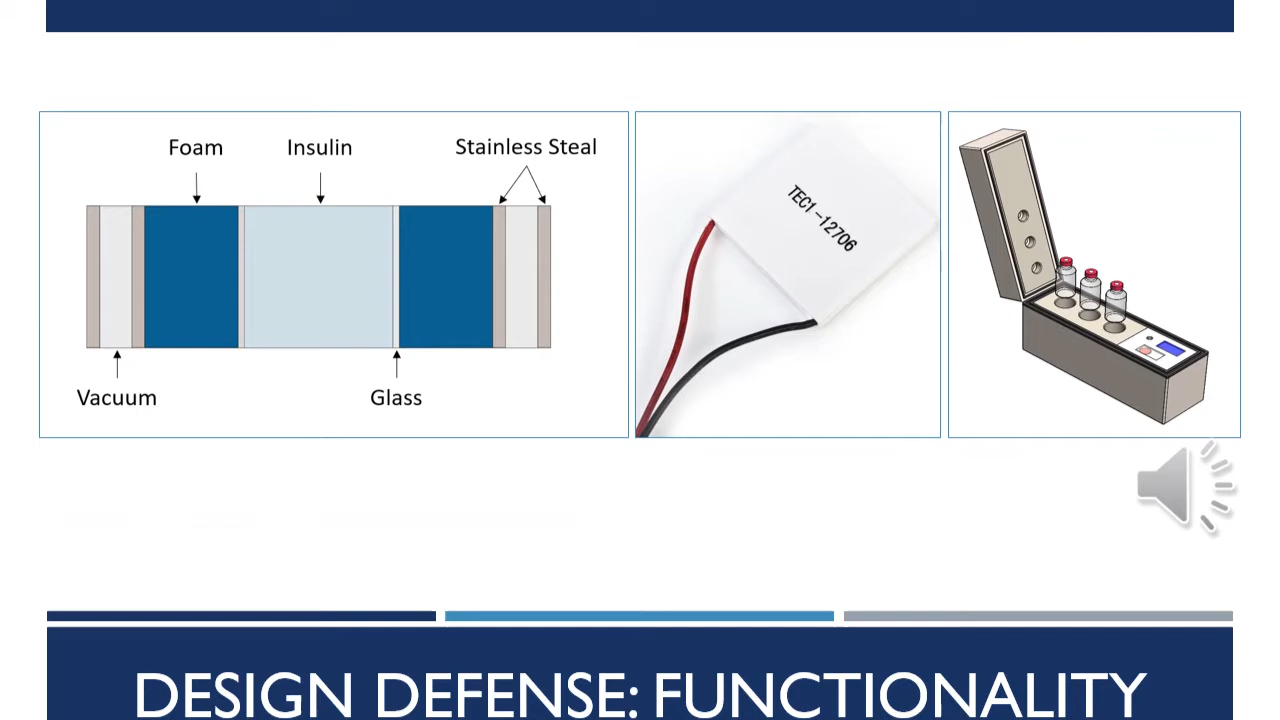 Foam
Insulin
Stainless Steal
Vacuum
Glass
TEC1-12706
DESIGN DEFENSE: FUNCTIONALITY